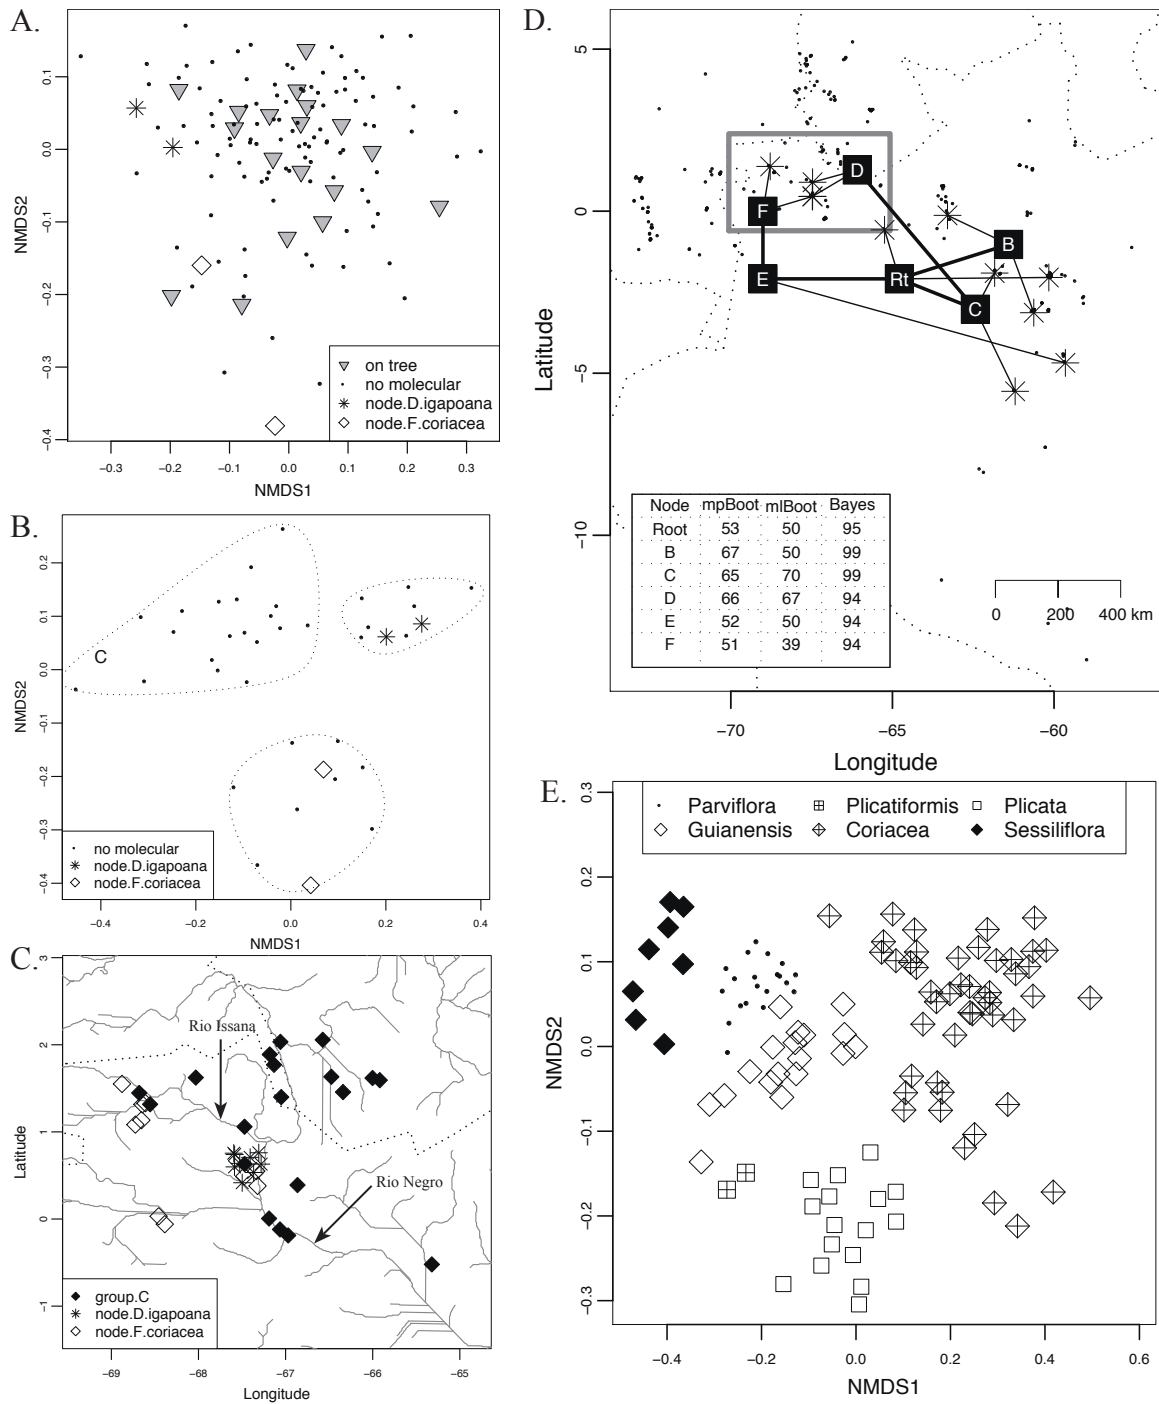 A.
NMDS2
0.1
0.0
−0.1
−0.2
−0.3
−0.4
on tree
no molecular
node.D.igapoana
node.F.coriacea
−0.3 −0.2 −0.1 0.0 0.1 0.2 0.3
NMDS1
B.
NMDS2
0.2
0.1
0.0
−0.1
−0.2
−0.3
−0.4
C
no molecular
node.D.igapoana
node.F.coriacea
−0.4 −0.2 0.0 0.2 0.4
NMDS1
C.
Latitude
3
2
1
0
−1
Rio Issana
Rio Negro
group.C
node.D.igapoana
node.F.coriacea
−69 −68 −67 −66 −65
Longitude
D.
Latitude
5
0
−5
−10
D
F
B
E
Rt
C
Node mpBoot mlBoot Bayes
Root 53 50 95
B 67 50 99
C 65 70 99
D 66 67 94
E 52 50 94
F 51 39 94
0 200 400 km
−70 −65 −60
Longitude
E.
NMDS2
0.3
0.2
0.1
0.0
−0.1
−0.2
−0.3
Parviflora Plicatiformis Plicata
Guianensis Coriacea Sessiliflora
−0.4 −0.2 0.0 0.2 0.4 0.6
NMDS1